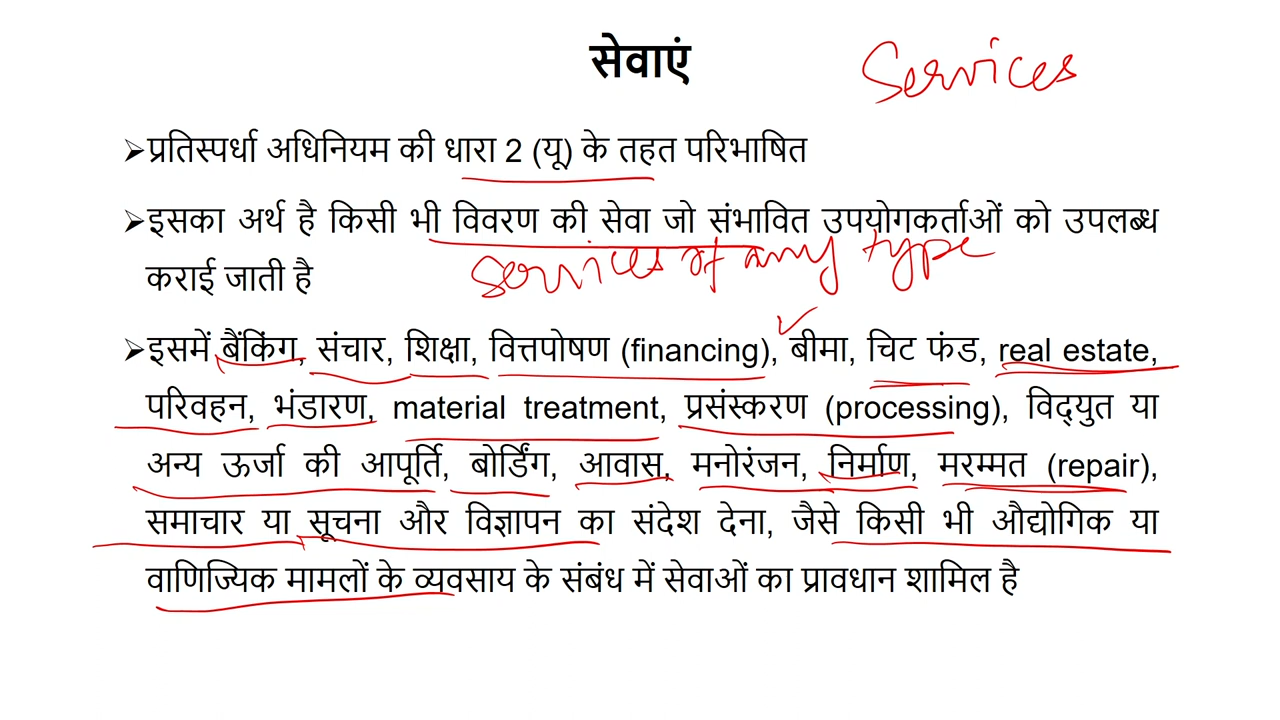 सेवाएं
Services
➢प्रतिस्पर्धा अधिनियम की धारा 2 (यू) के तहत परिभाषित
➢इसका अर्थ है किसी भी विवरण की सेवा जो संभावित उपयोगकर्ताओं को उपलब्ध
services of any type
कराई जाती है
➢इसमें बैंकिंग, संचार, शिक्षा, वित्तपोषण (financing), बीमा, चिट फंड, real estate,
परिवहन, भंडारण, material treatment, प्रसंस्करण (processing), विद्युत या
अन्य ऊर्जा की आपूर्ति, बोर्डिंग, आवास, मनोरंजन, निर्माण, मरम्मत (repair),
समाचार या सूचना और विज्ञापन का संदेश देना, जैसे किसी भी औद्योगिक या
वाणिज्यिक मामलों के व्यवसाय के संबंध में सेवाओं का प्रावधान शामिल है